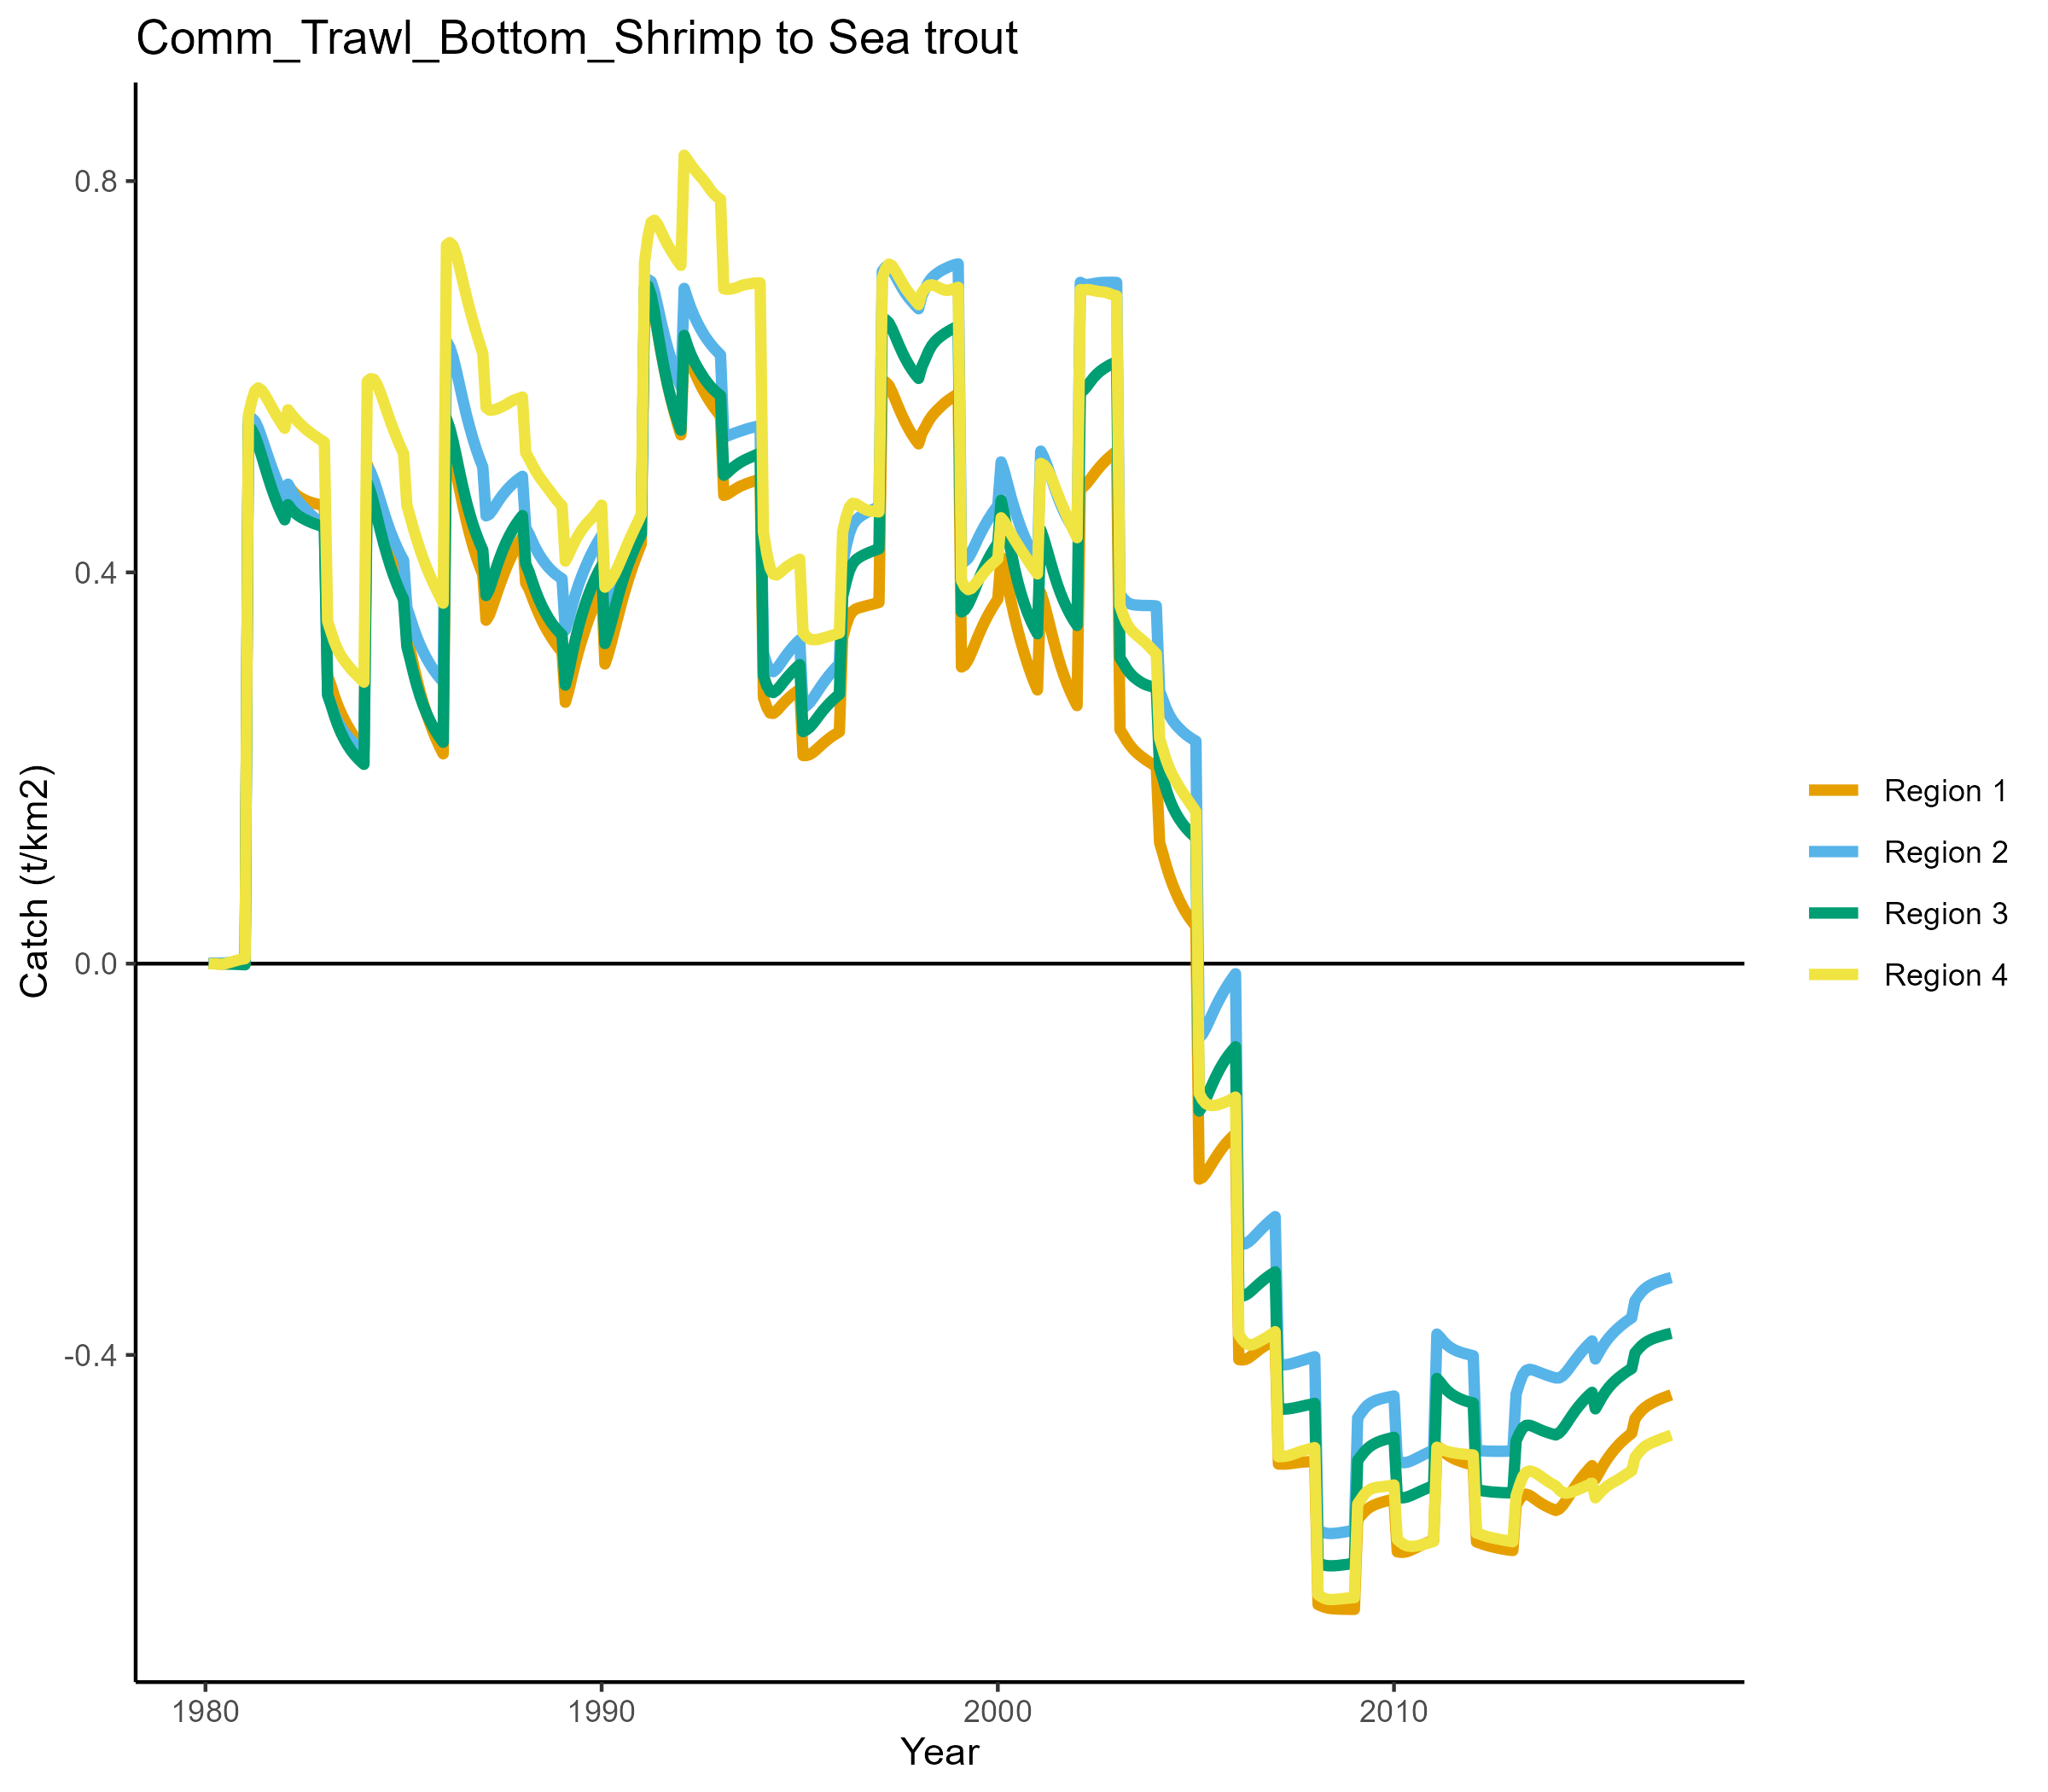 Comm_Trawl_Bottom_Shrimp to Sea trout
Catch (t/km2)
0.8
0.4
0.0
-0.4
1980
1990
2000
2010
Year
Region 1
Region 2
Region 3
Region 4